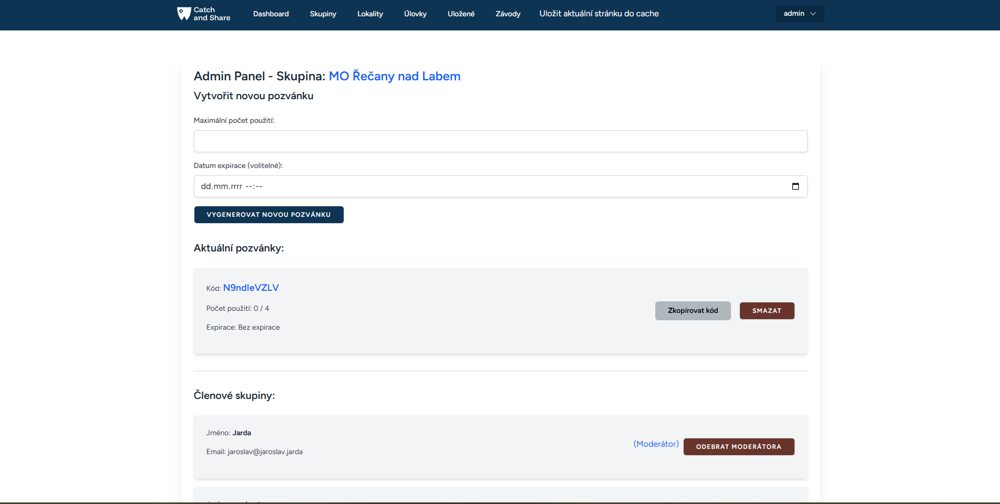 Catch
and Share
Dashboard
Skupiny
Lokality
Úlovky
Uložené
Závody
Uložit aktuální stránku do cache
admin
Admin Panel - Skupina: MO Řečany nad Labem
Vytvořit novou pozvánku
Maximální počet použití:
Datum expirace (volitelné):
dd.mm.rrrr --:--
VYGENEROVAT NOVOU POZVÁNKU
Aktuální pozvánky:
Kód: N9ndIeVZLV
Počet použití: 0 / 4
Expirace: Bez expirace
Zkopírovat kód
SMAZAT
Členové skupiny:
Jméno: Jarda
Email: jaroslav@jaroslav.jarda
(Moderátor)
ODEBRAT MODERÁTORA